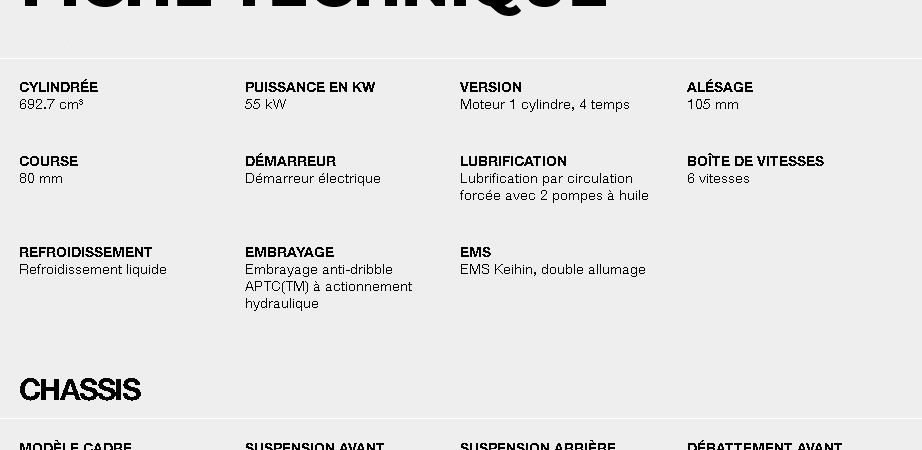 FICHE TECHNIQUE
CYLINDRÉE
692.7 cm³
PUISSANCE EN KW
55 kW
VERSION
Moteur 1 cylindre, 4 temps
ALÉSAGE
105 mm
COURSE
80 mm
DÉMARREUR
Démarreur électrique
LUBRIFICATION
Lubrification par circulation
forcée avec 2 pompes à huile
BOÎTE DE VITESSES
6 vitesses
REFROIDISSEMENT
Refroidissement liquide
EMBRAYAGE
Embrayage anti-dribble
APTC(TM) à actionnement
hydraulique
EMS
EMS Keihin, double allumage
CHASSIS
MODÈLE CADRE
SUSPENSION AVANT
SUSPENSION ARRIÈRE
DÉBATTEMENT AVANT